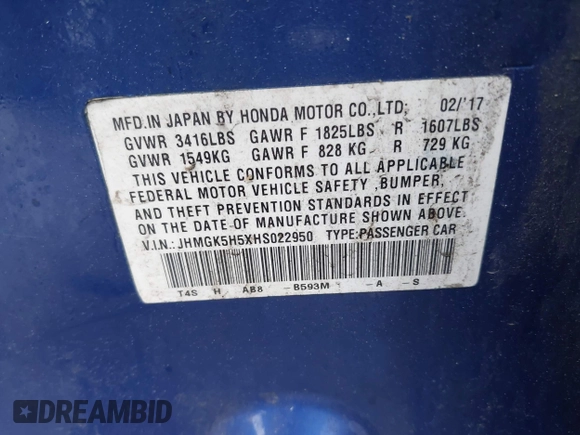 MFD.IN JAPAN BY HONDA MOTOR CO.,LTD. 02/'17
GVWR 3416LBS GAWR F 1825LBS R 1607LBS
GVWR 1549KG GAWR F 828 KG R 729 KG
THIS VEHICLE CONFORMS TO ALL APPLICABLE
FEDERAL MOTOR VEHICLE SAFETY ,BUMPER,
AND THEFT PREVENTION STANDARDS IN EFFECT
ON THE DATE OF MANUFACTURE SHOWN ABOVE.
V.I.N.:JHMGK5H5XHS022950 TYPE:PASSENGER CAR
T4S H AB8 -B593M -A -S
DREAMBID